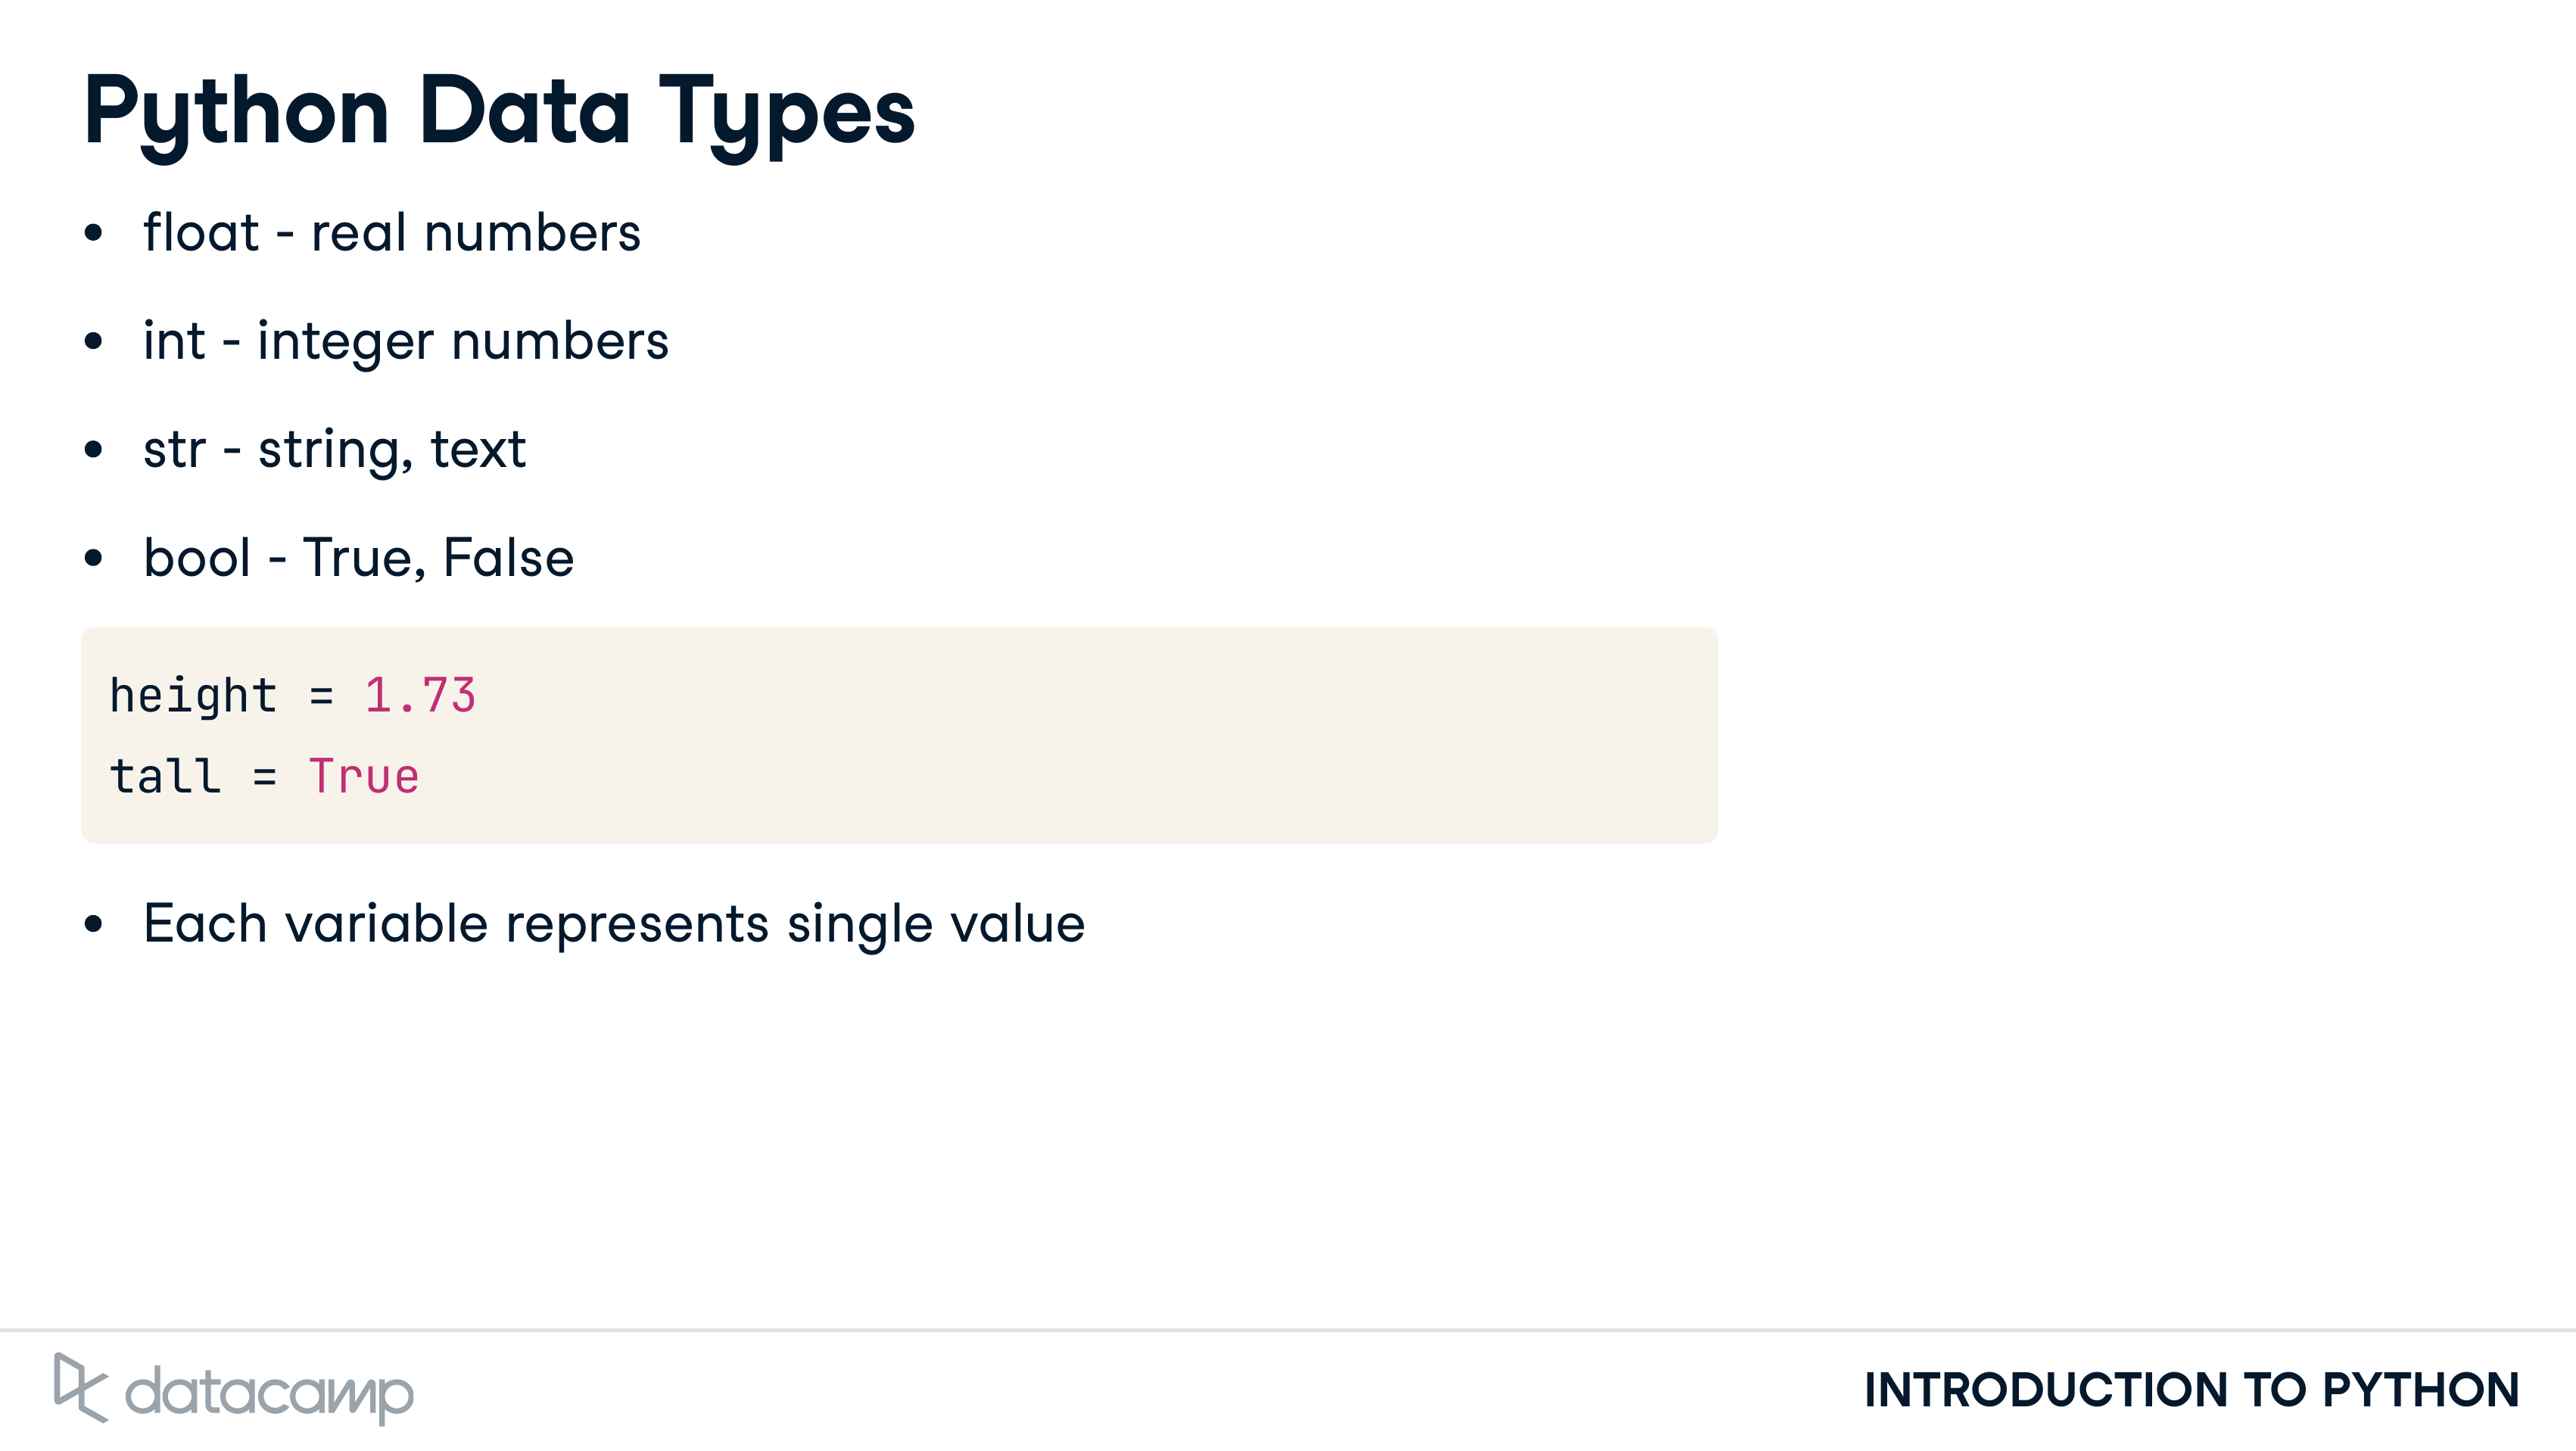 Python Data Types
• float - real numbers
• int - integer numbers
• str - string, text
• bool - True, False
height = 1.73
tall = True
• Each variable represents single value
datacamp
INTRODUCTION TO PYTHON